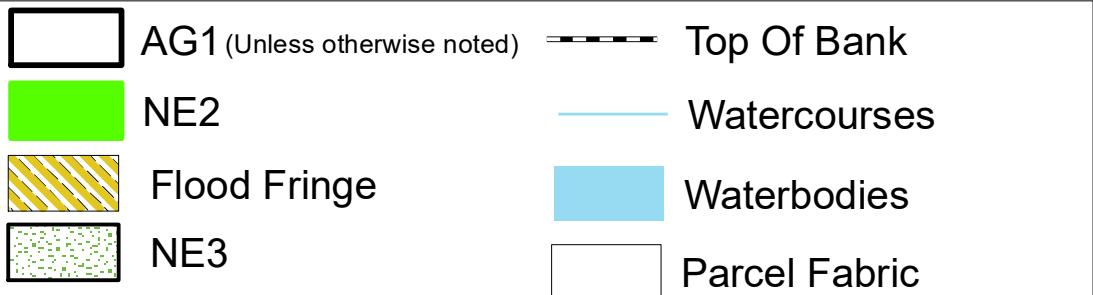 AG1 (Unless otherwise noted)
NE2
Flood Fringe
NE3
Top Of Bank
Watercourses
Waterbodies
Parcel Fabric